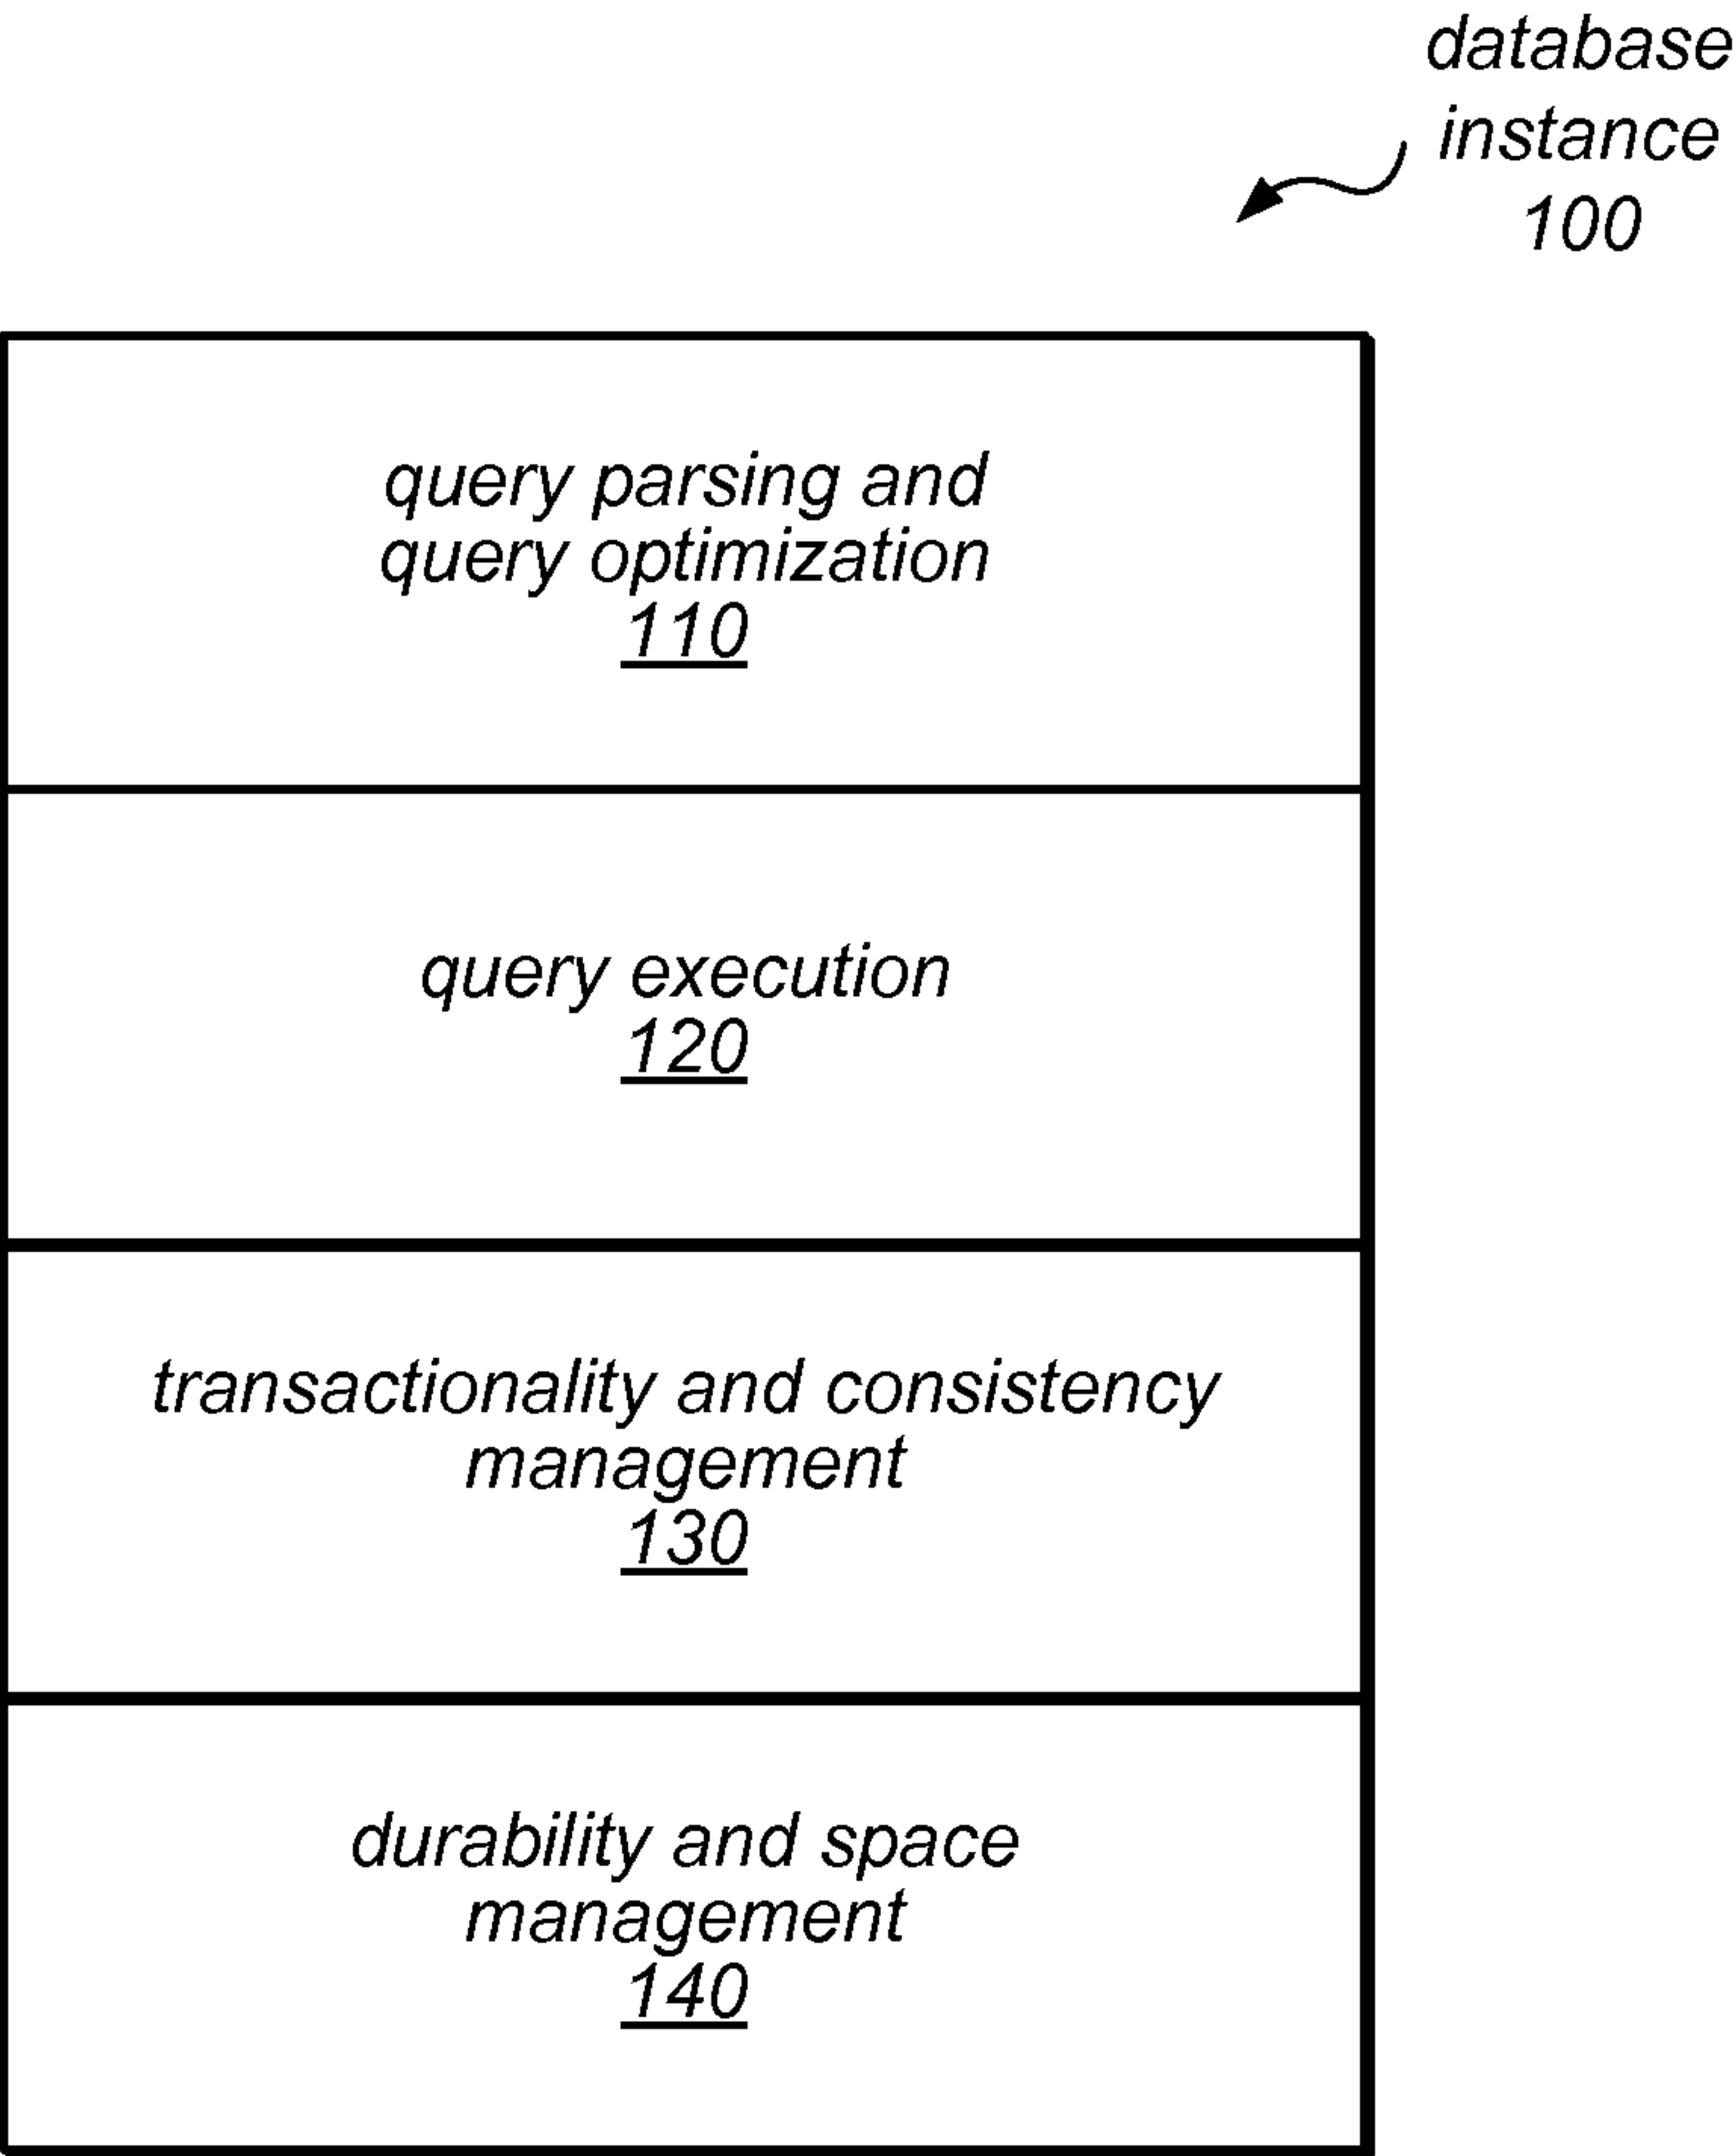 database
instance
100
query parsing and
query optimization
110
query execution
120
transactionality and consistency
management
130
durability and space
management
140